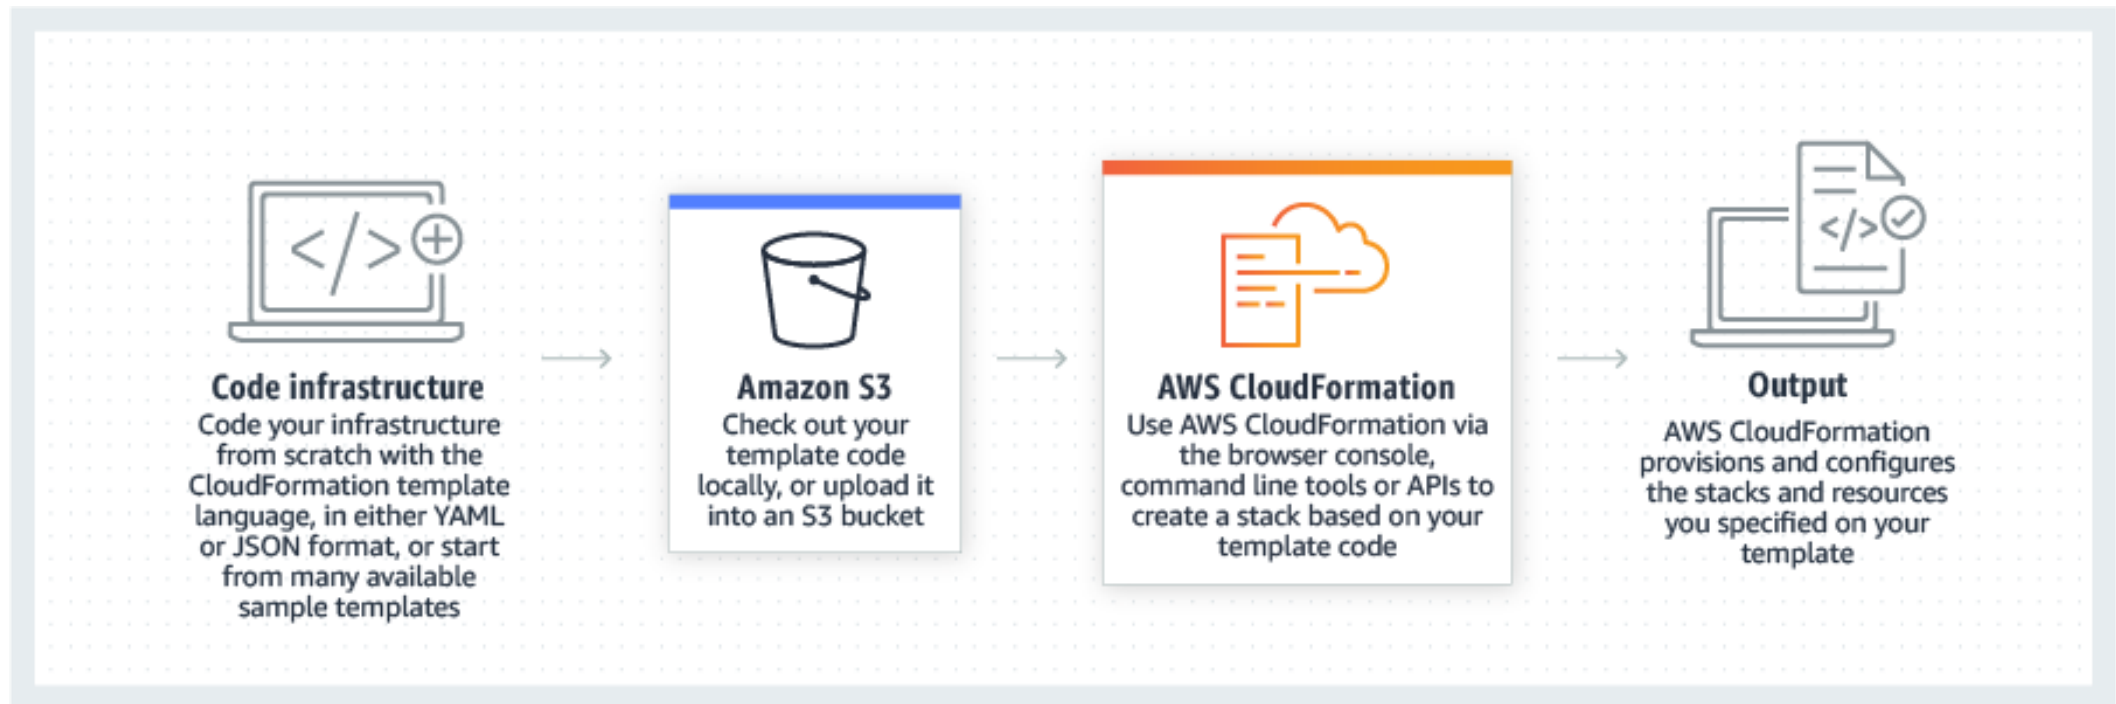 Code infrastructure
Code your infrastructure
from scratch with the
CloudFormation template
language, in either YAML
or JSON format, or start
from many available
sample templates
Amazon S3
Check out your
template code
locally, or upload it
into an S3 bucket
AWS CloudFormation
Use AWS CloudFormation via
the browser console,
command line tools or APIs to
create a stack based on your
template code
Output
AWS CloudFormation
provisions and configures
the stacks and resources
you specified on your
template